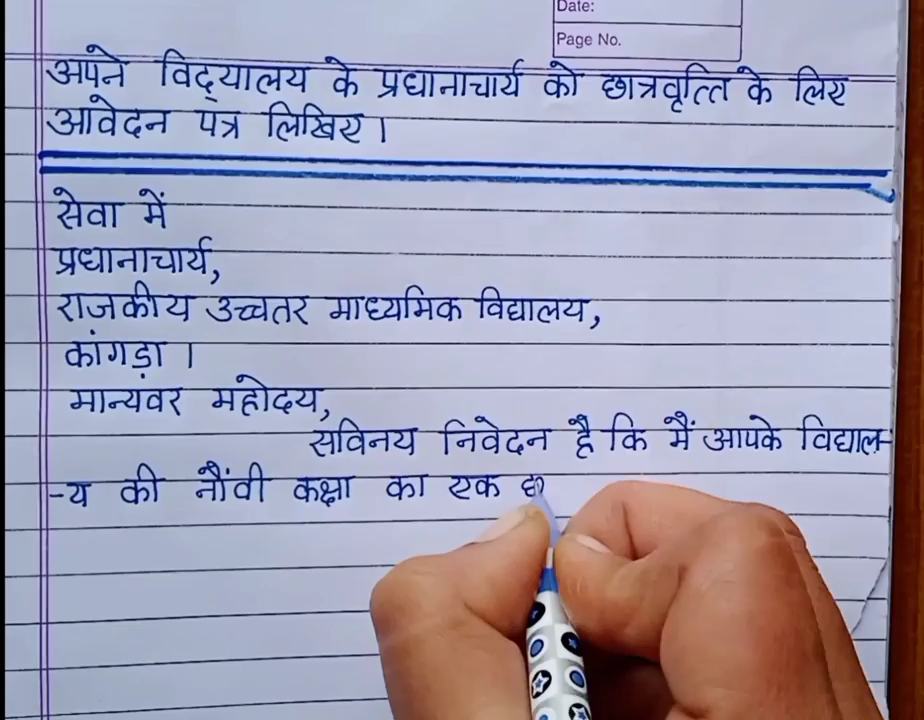 Date:
Page No.
अपने विद्‌यालय के प्रधानाचार्य को छात्रवृत्ति के लिए
आवेदन पत्र लिखिए।
सेवा में
प्रधानाचार्य,
राजकीय उच्चतर माध्यमिक विद्यालय,
कांगड़ा ।
मान्यवर महोदय,
सविनय निवेदन है कि मैं आपके विद्याल-
-य की नौंवी कक्षा का एक